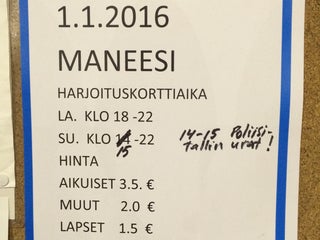 1.1.2016
MANEESI
HARJOITUSKORTTIAIKA
LA. KLO 18 -22
SU. KLO 14 -22 14-15 Poliisi-
15 Tallin urat!
HINTA
AIKUISET 3.5. €
MUUT 2.0 €
LAPSET 1.5 €